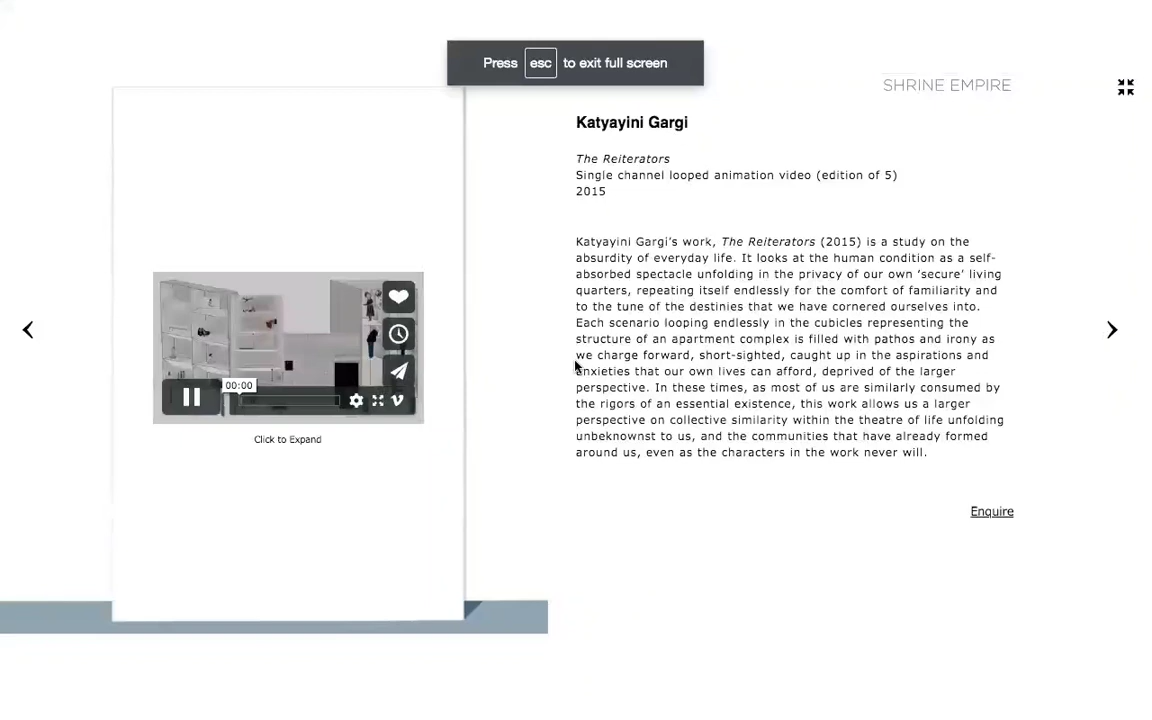 Press esc to exit full screen
SHRINE EMPIRE
Katyayini Gargi
The Reiterators
Single channel looped animation video (edition of 5)
2015
Katyayini Gargi's work, The Reiterators (2015) is a study on the
absurdity of everyday life. It looks at the human condition as a self-
absorbed spectacle unfolding in the privacy of our own ‘secure’ living
quarters, repeating itself endlessly for the comfort of familiarity and
to the tune of the destinies that we have cornered ourselves into.
Each scenario looping endlessly in the cubicles representing the
structure of an apartment complex is filled with pathos and irony as
we charge forward, short-sighted, caught up in the aspirations and
anxieties that our own lives can afford, deprived of the larger
perspective. In these times, as most of us are similarly consumed by
the rigors of an essential existence, this work allows us a larger
perspective on collective similarity within the theatre of life unfolding
unbeknownst to us, and the communities that have already formed
around us, even as the characters in the work never will.
00:00
Click to Expand
Enquire